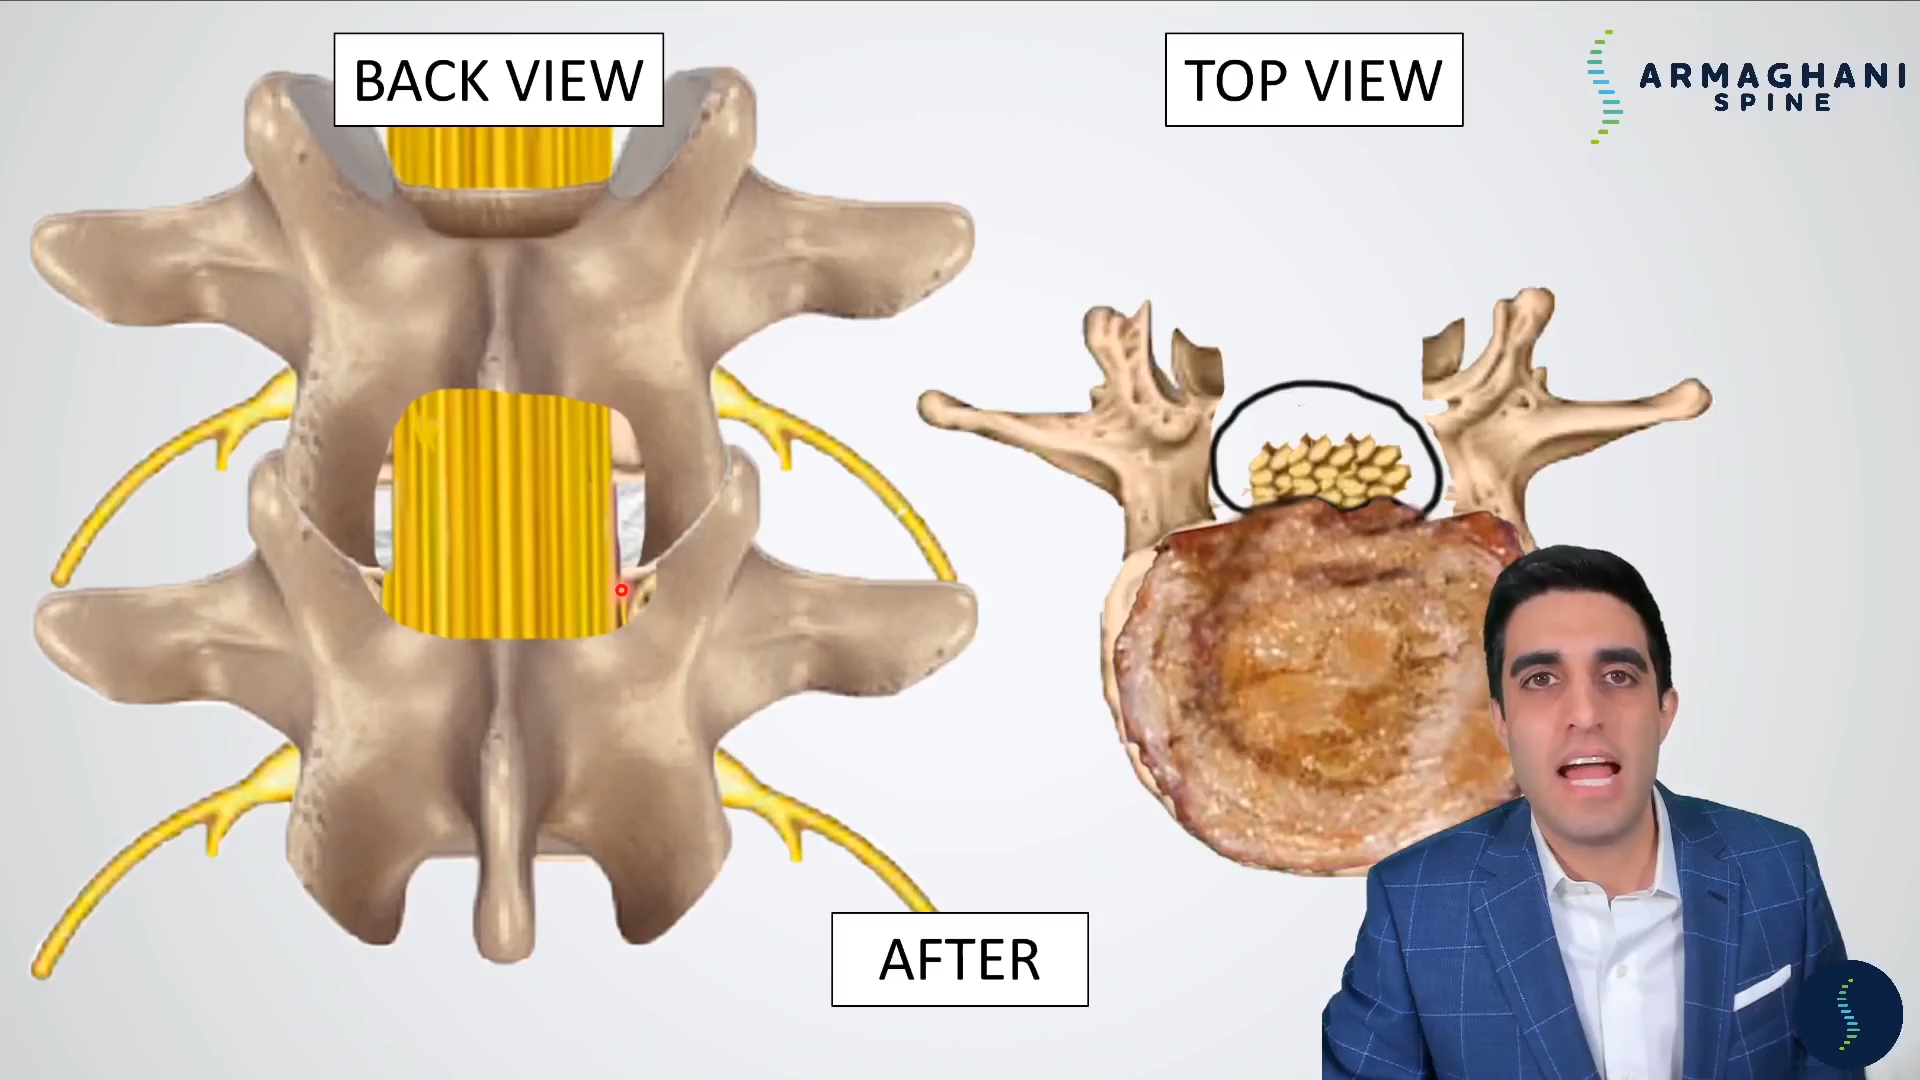 BACK VIEW
TOP VIEW
ARMAGHANI
SPINE
AFTER